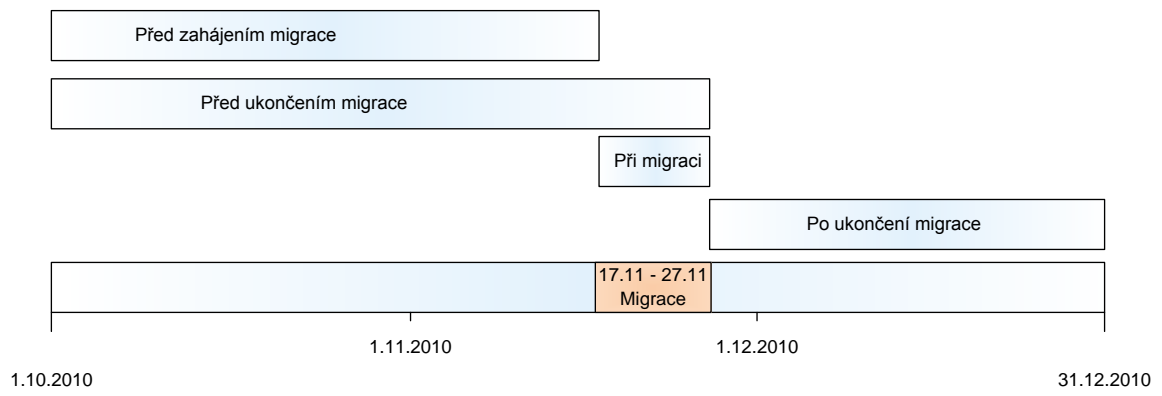 Před zahájením migrace
Před ukončením migrace
Při migraci
Po ukončení migrace
17.11 - 27.11
Migrace
1.11.2010
1.12.2010
1.10.2010
31.12.2010